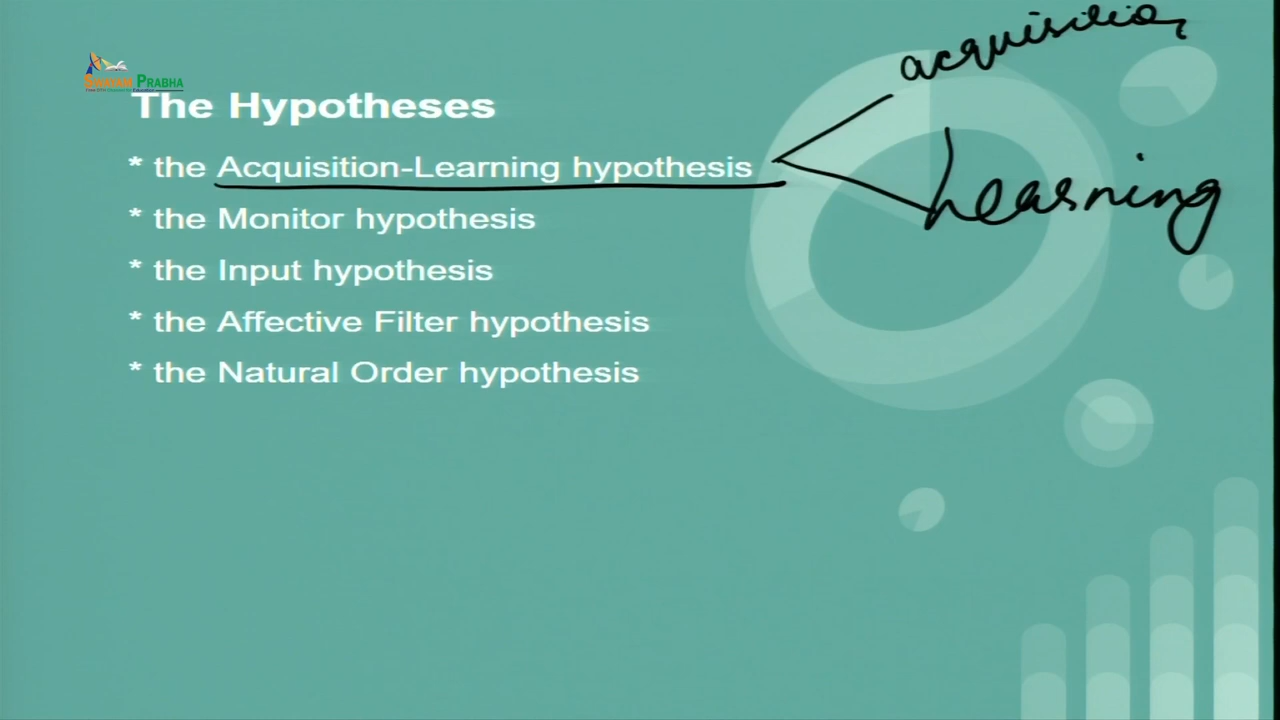 acquisition
SWAYAM PRABHA
The Hypotheses
* the Acquisition-Learning hypothesis
Learning
* the Monitor hypothesis
* the Input hypothesis
* the Affective Filter hypothesis
* the Natural Order hypothesis